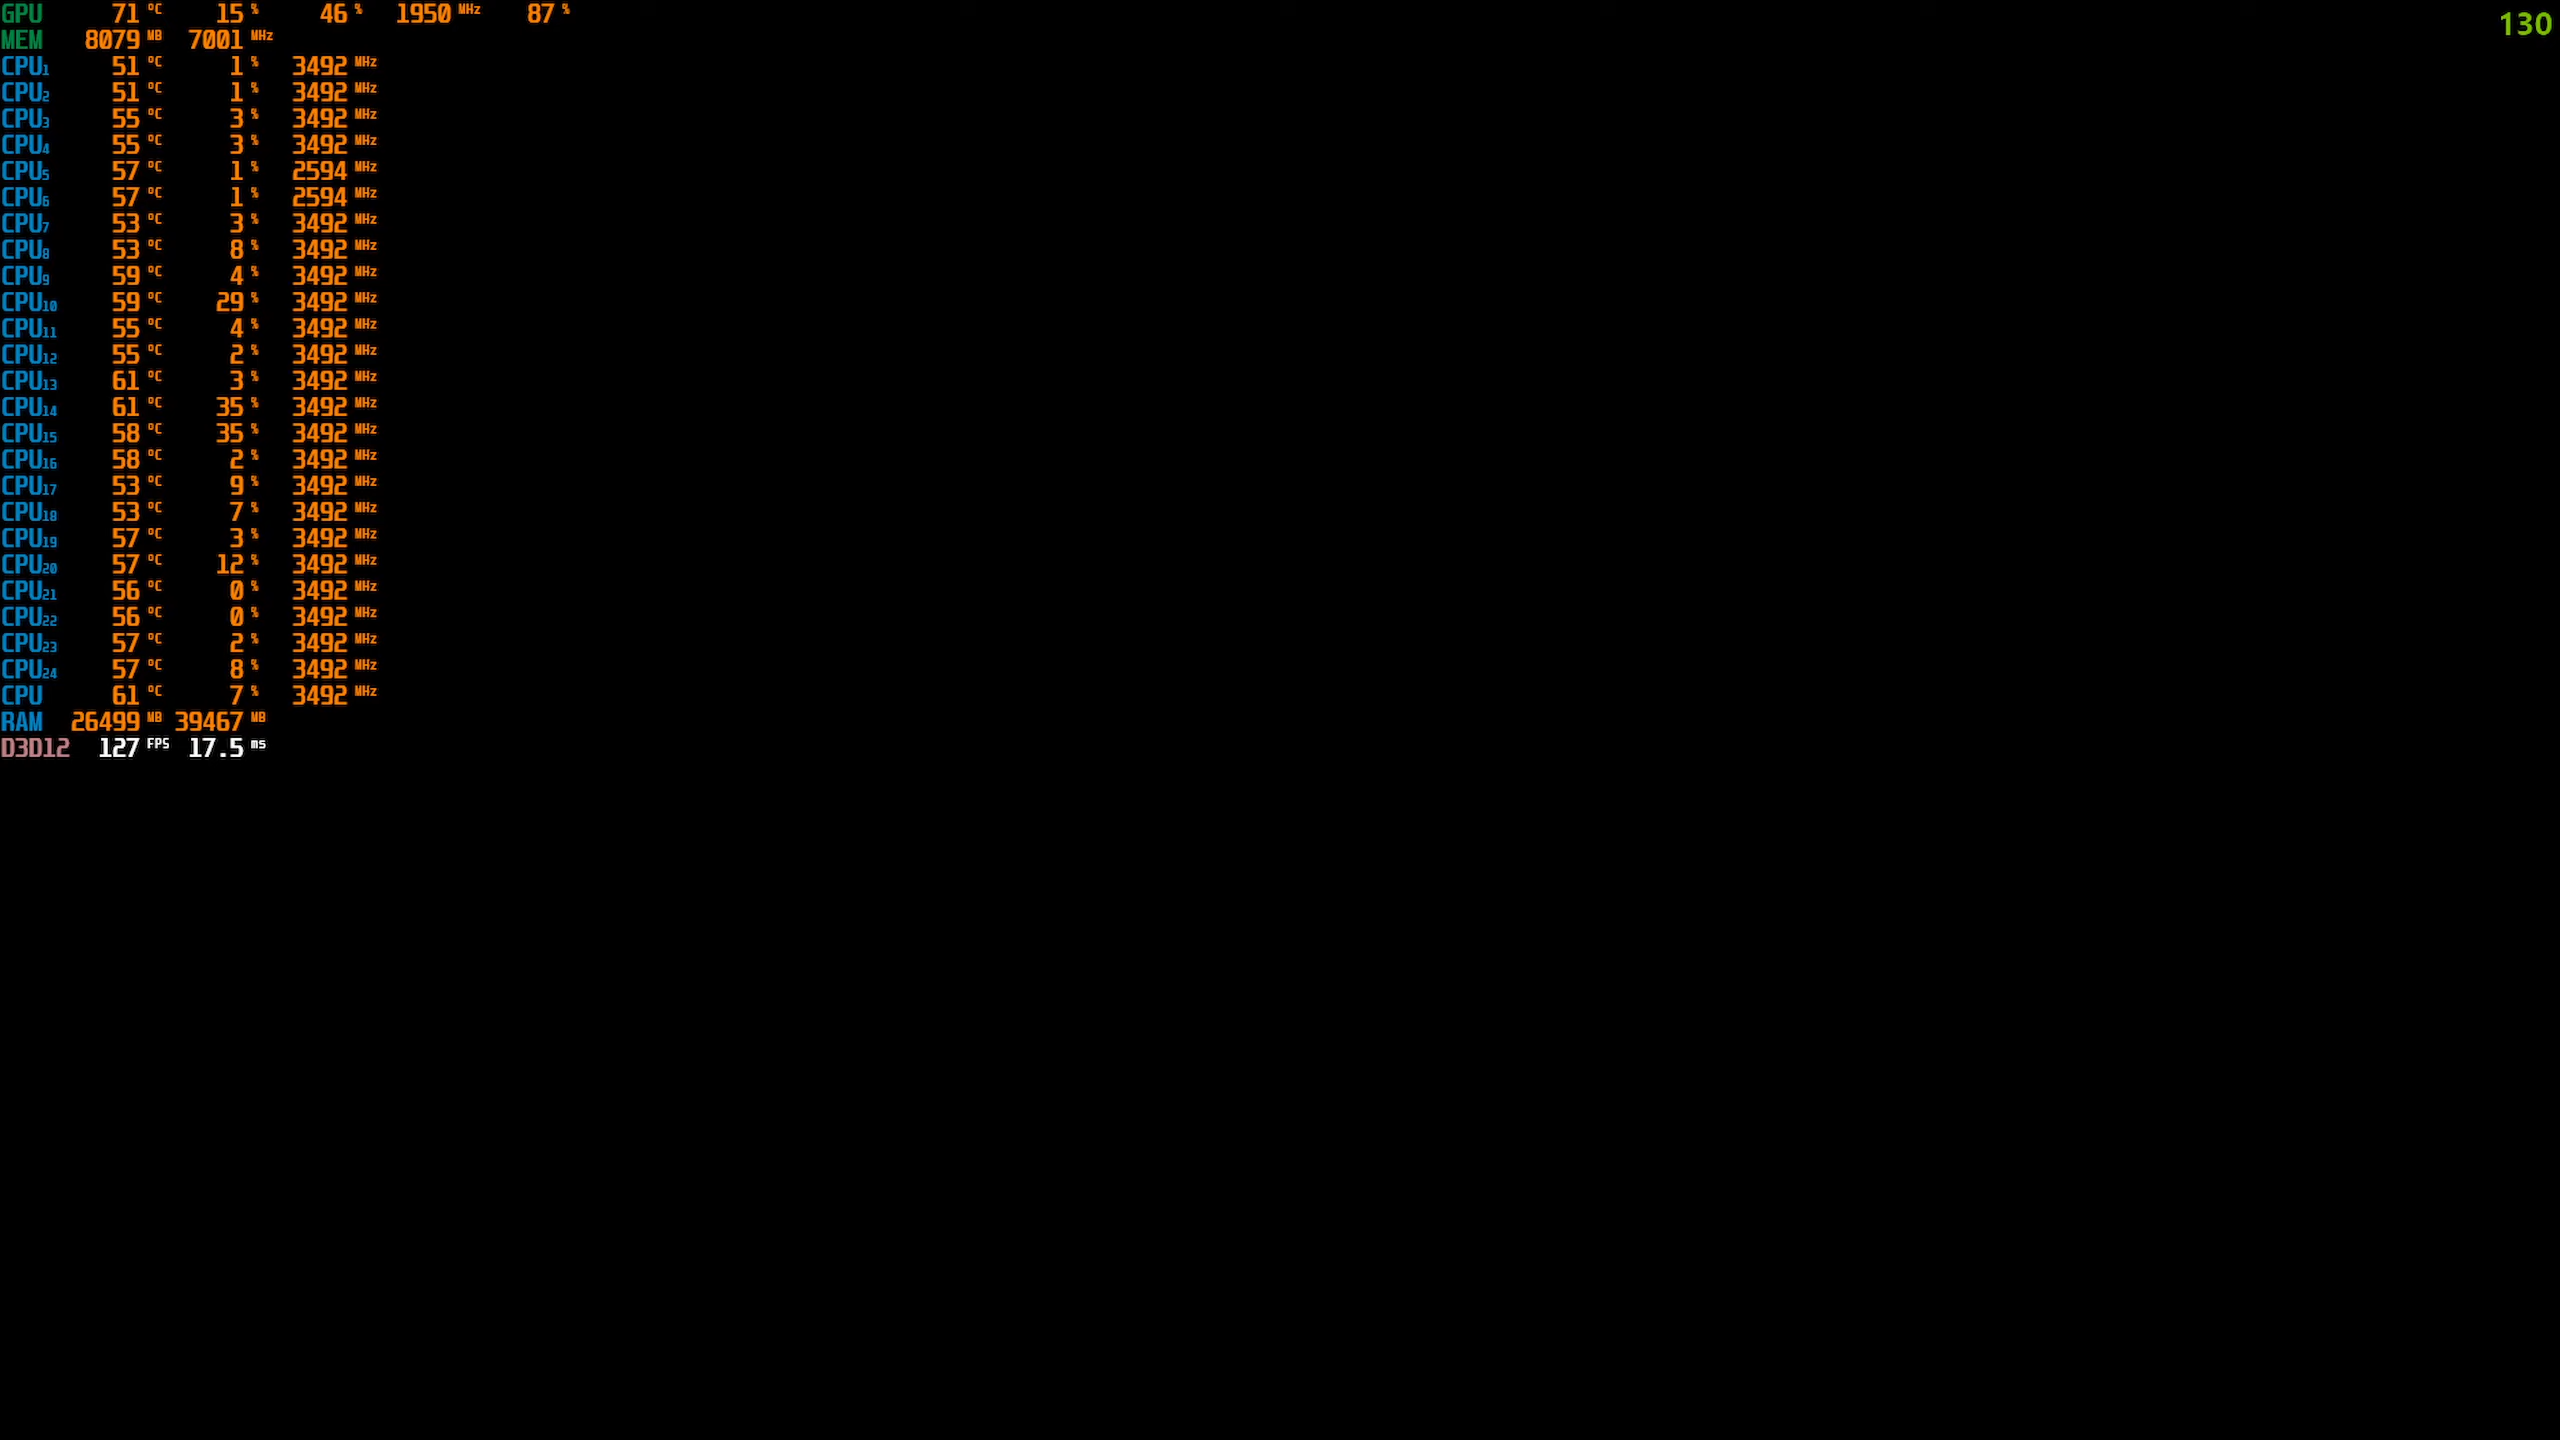 GPU 71 °C 15 % 46 % 1950 MHz 87 % 130
MEM 8079 MB 7001 MHz
CPU1 51 °C 1 % 3492 MHz
CPU2 51 °C 1 % 3492 MHz
CPU3 55 °C 3 % 3492 MHz
CPU4 55 °C 3 % 3492 MHz
CPU5 57 °C 1 % 2594 MHz
CPU6 57 °C 1 % 2594 MHz
CPU7 53 °C 3 % 3492 MHz
CPU8 53 °C 8 % 3492 MHz
CPU9 59 °C 4 % 3492 MHz
CPU10 59 °C 29 % 3492 MHz
CPU11 55 °C 4 % 3492 MHz
CPU12 55 °C 2 % 3492 MHz
CPU13 61 °C 3 % 3492 MHz
CPU14 61 °C 35 % 3492 MHz
CPU15 58 °C 35 % 3492 MHz
CPU16 58 °C 2 % 3492 MHz
CPU17 53 °C 9 % 3492 MHz
CPU18 53 °C 7 % 3492 MHz
CPU19 57 °C 3 % 3492 MHz
CPU20 57 °C 12 % 3492 MHz
CPU21 56 °C 0 % 3492 MHz
CPU22 56 °C 0 % 3492 MHz
CPU23 57 °C 2 % 3492 MHz
CPU24 57 °C 8 % 3492 MHz
CPU 61 °C 7 % 3492 MHz
RAM 26499 MB 39467 MB
D3D12 127 FPS 17.5 ms